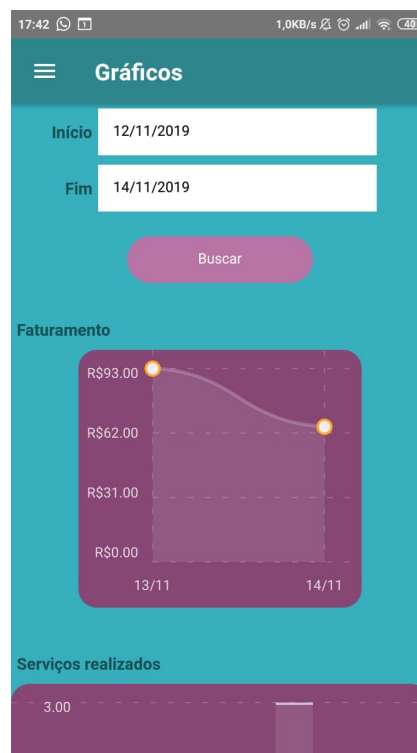 17:42 1 1,0KB/s 40
Gráficos
Início 12/11/2019
Fim 14/11/2019
Buscar
Faturamento
R$93.00
R$62.00
R$31.00
R$0.00
13/11 14/11
Serviços realizados
3.00